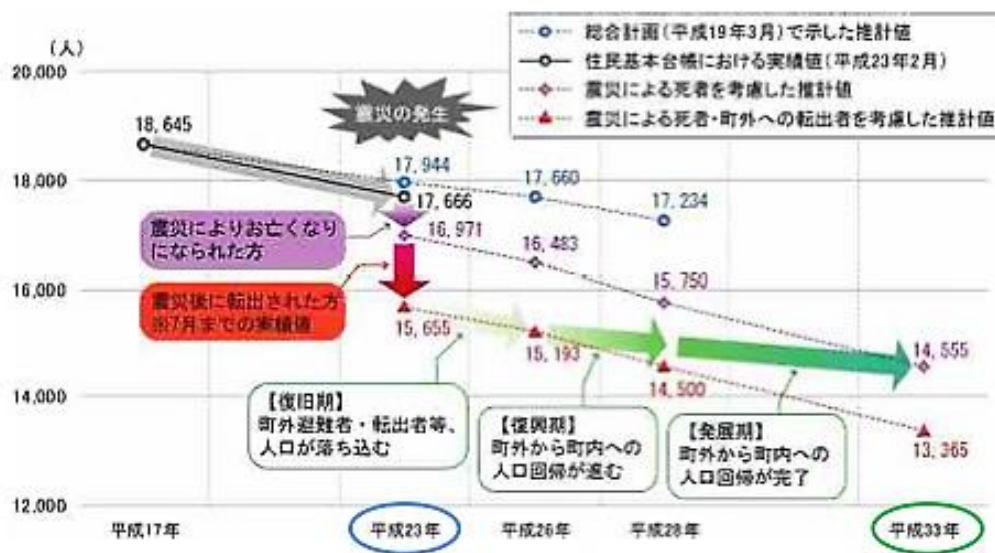 (人)
総合計画(平成19年3月)で示した推計値
住民基本台帳における実績値(平成23年2月)
震災による死者を考慮した推計値
震災による死者・町外への転出者を考慮した推計値
20,000
震災の発生
18,645
17,944
17,660
17,234
18,000
17,666
震災によりお亡くなり
になられた方
16,971
16,483
15,750
16,000
震災後に転出された方
※7月までの実績値
15,655
15,193
14,500
14,555
14,000
13,365
【復旧期】
町外避難者・転出者等、
人口が落ち込む
【復興期】
町外から町内への
人口回帰が進む
【発展期】
町外から町内への
人口回帰が完了
12,000
平成17年
平成23年
平成26年
平成28年
平成33年